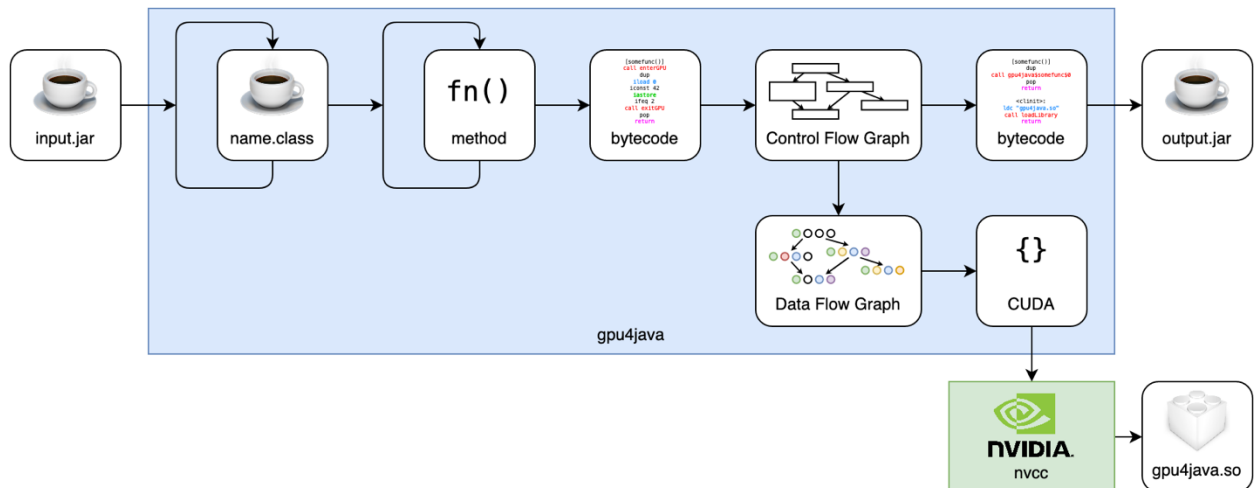 input.jar
name.class
fn()
method
[somefunc()]
call enterGPU
dup
iload 0
iconst 42
iastore
ifeq 2
call exitGPU
pop
return
bytecode
Control Flow Graph
[somefunc()]
dup
call gpu4java$somefunc$0
pop
return
<clinit>:
ldc "gpu4java.so"
call loadLibrary
return
bytecode
output.jar
Data Flow Graph
{}
CUDA
gpu4java
NVIDIA.
nvcc
gpu4java.so